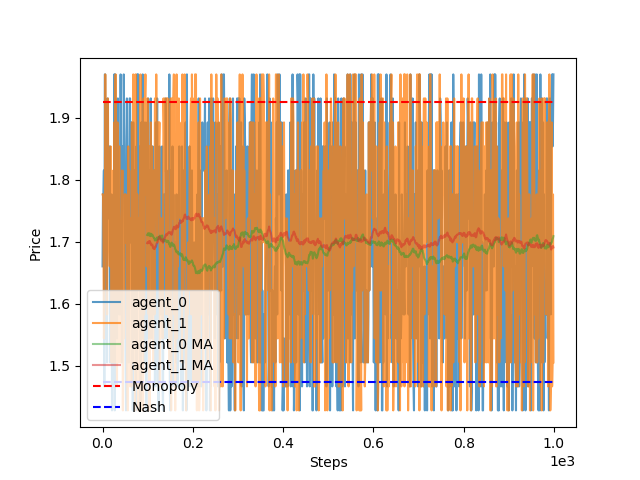 1.9
1.8
1.7
1.6
1.5
Price
agent_0
agent_1
agent_0 MA
agent_1 MA
Monopoly
Nash
0.0 0.2 0.4 0.6 0.8 1.0
Steps
1e3